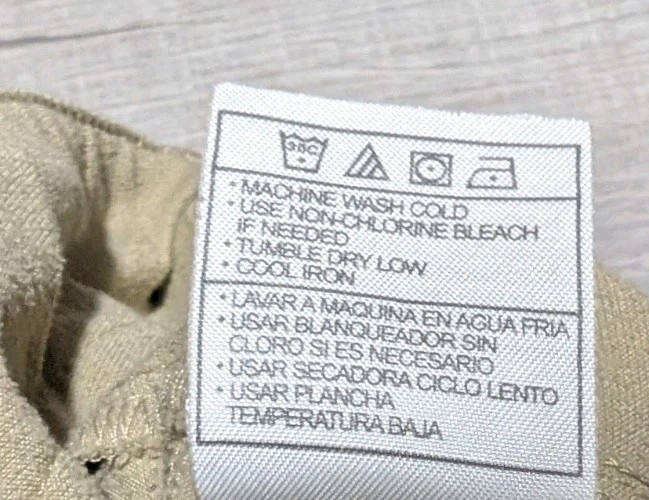 30C
• MACHINE WASH COLD
• USE NON-CHLORINE BLEACH
IF NEEDED
• TUMBLE DRY LOW
• COOL IRON
• LAVAR A MAQUINA EN AGUA FRIA
• USAR BLANQUEADOR SIN
CLORO SI ES NECESARIO
• USAR SECADORA CICLO LENTO
• USAR PLANCHA
TEMPERATURA BAJA